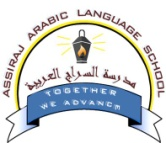 ASSIRAJ ARABIC LANGUAGE SCHOOL
مدرسة السراج العربية
TOGETHER
WE ADVANCE